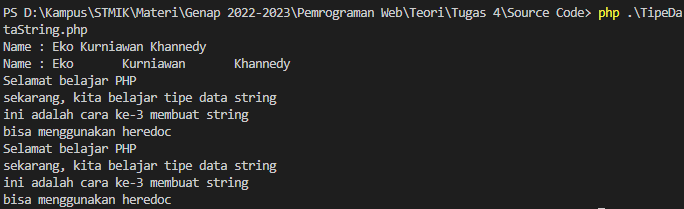 PS D:\Kampus\STMIK\Materi\Genap 2022-2023\Pemrograman Web\Teori\Tugas 4\Source Code> php .\TipeDa
taString.php
Name : Eko Kurniawan Khannedy
Name : Eko       Kurniawan       Khannedy
Selamat belajar PHP
sekarang, kita belajar tipe data string
ini adalah cara ke-3 membuat string
bisa menggunakan heredoc
Selamat belajar PHP
sekarang, kita belajar tipe data string
ini adalah cara ke-3 membuat string
bisa menggunakan heredoc